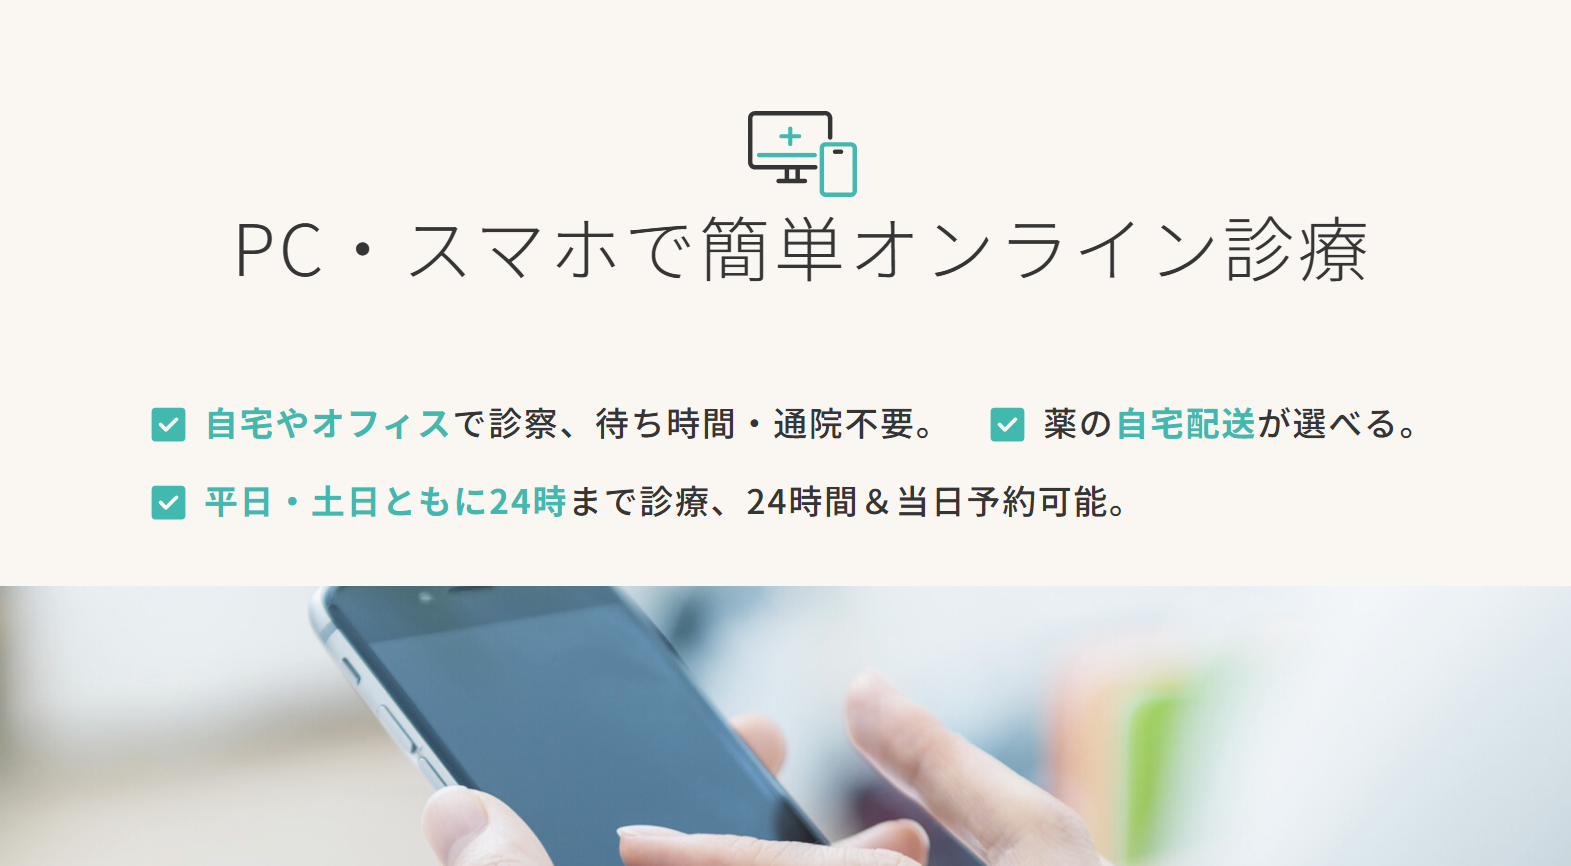 PC・スマホで簡単オンライン診療
自宅やオフィスで診察、待ち時間・通院不要。
薬の自宅配送が選べる。
平日・土日ともに24時まで診療、24時間＆当日予約可能。